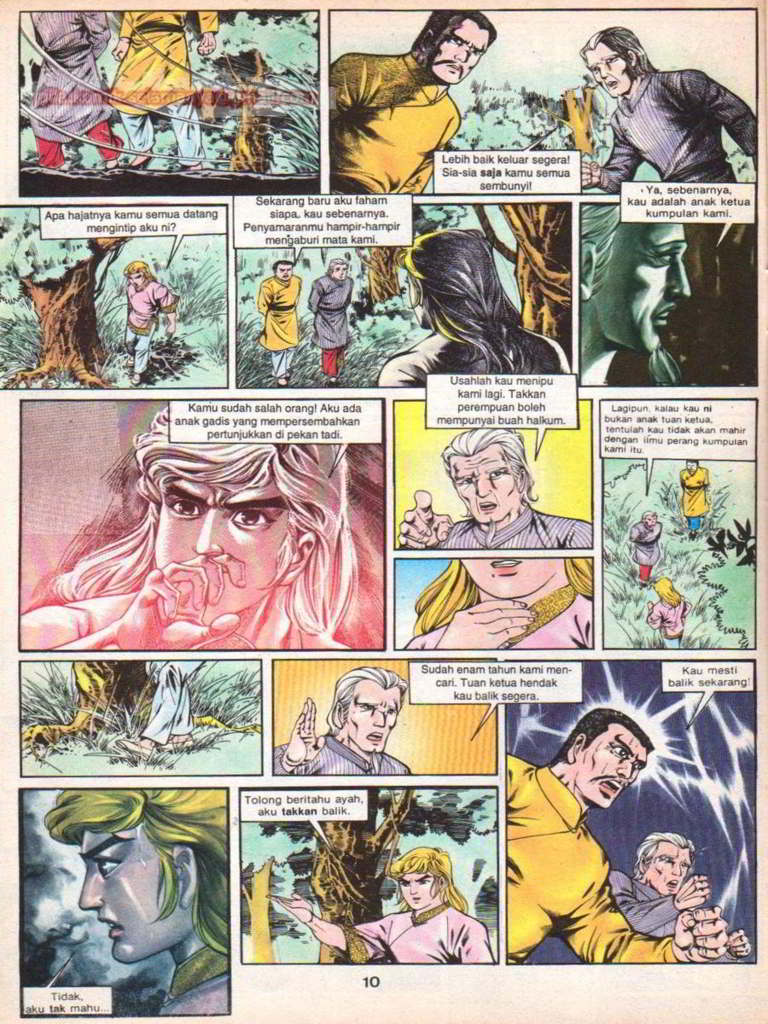 Lebih baik keluar segera!
Sia-sia saja kamu semua
sembunyi!
Apa hajatnya kamu semua datang
mengintip aku ni?
Sekarang baru aku faham
siapa, kau sebenarnya.
Penyamaranmu hampir-hampir
mengaburi mata kami.
Ya, sebenarnya,
kau adalah anak ketua
kumpulan kami.
Kamu sudah salah orang! Aku ada
anak gadis yang mempersembahkan
pertunjukkan di pekan tadi.
Usahlah kau menipu
kami lagi. Takkan
perempuan boleh
mempunyai buah halkum.
Lagipun, kalau kau ni
bukan anak tuan ketua,
tentulah kau tidak akan mahir
dengan ilmu perang kumpulan
kami itu.
Sudah enam tahun kami men-
cari. Tuan ketua hendak
kau balik segera.
Kau mesti
balik sekarang!
Tidak,
aku tak mahu...
Tolong beritahu ayah,
aku takkan balik.
10